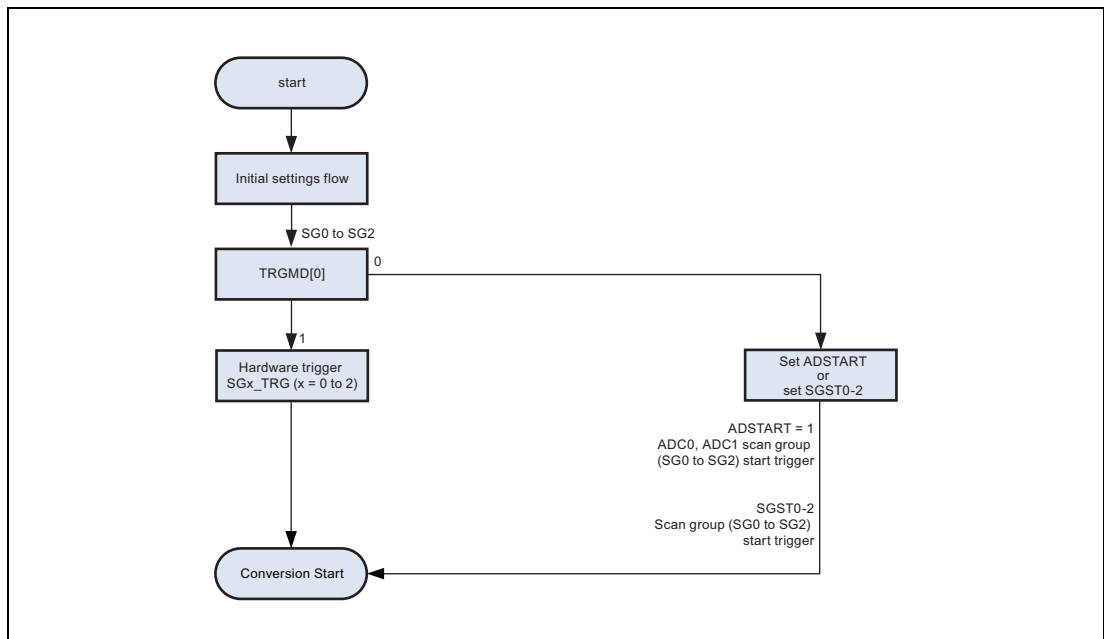 start
Initial settings flow
SG0 to SG2
TRGMD[0]
0
1
Hardware trigger
SGx_TRG (x = 0 to 2)
Set ADSTART
or
set SGST0-2
ADSTART = 1
ADC0, ADC1 scan group
(SG0 to SG2) start trigger
SGST0-2
Scan group (SG0 to SG2)
start trigger
Conversion Start